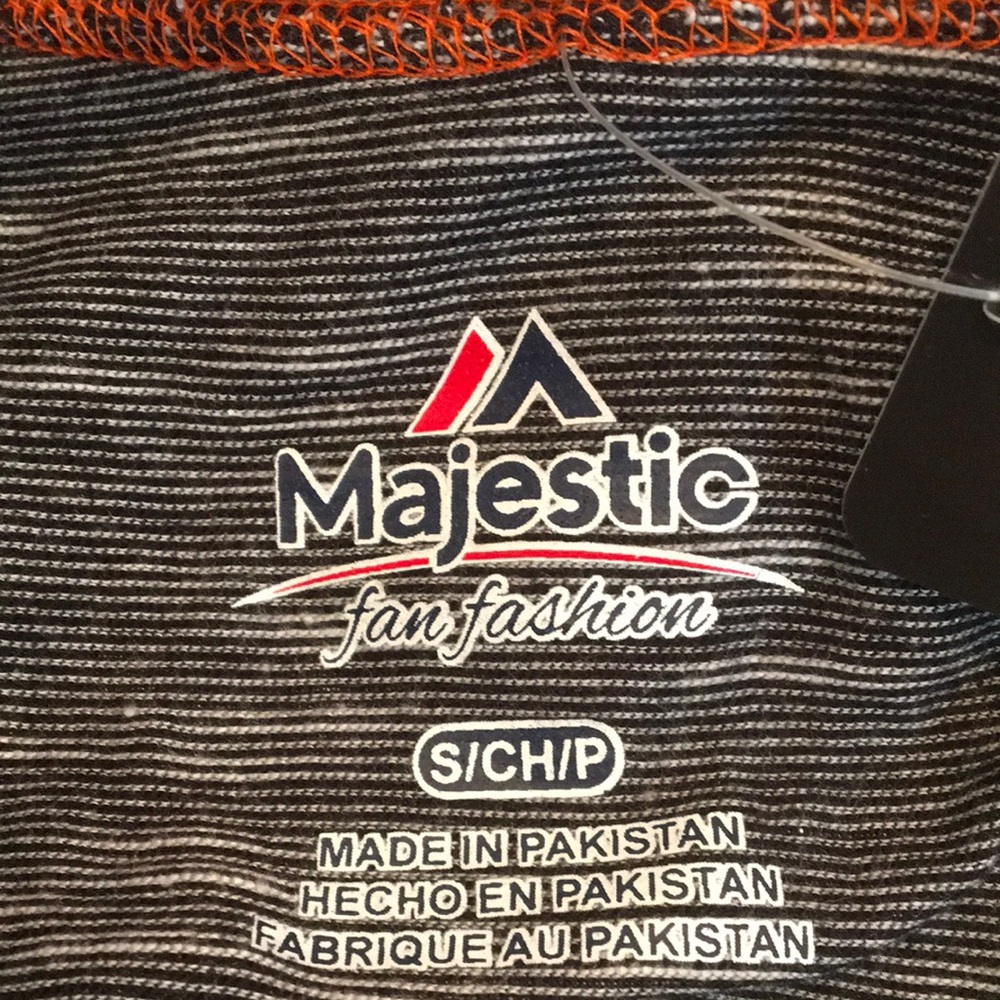 Majestic
fan fashion
S/CH/P
MADE IN PAKISTAN
HECHO EN PAKISTAN
FABRIQUE AU PAKISTAN